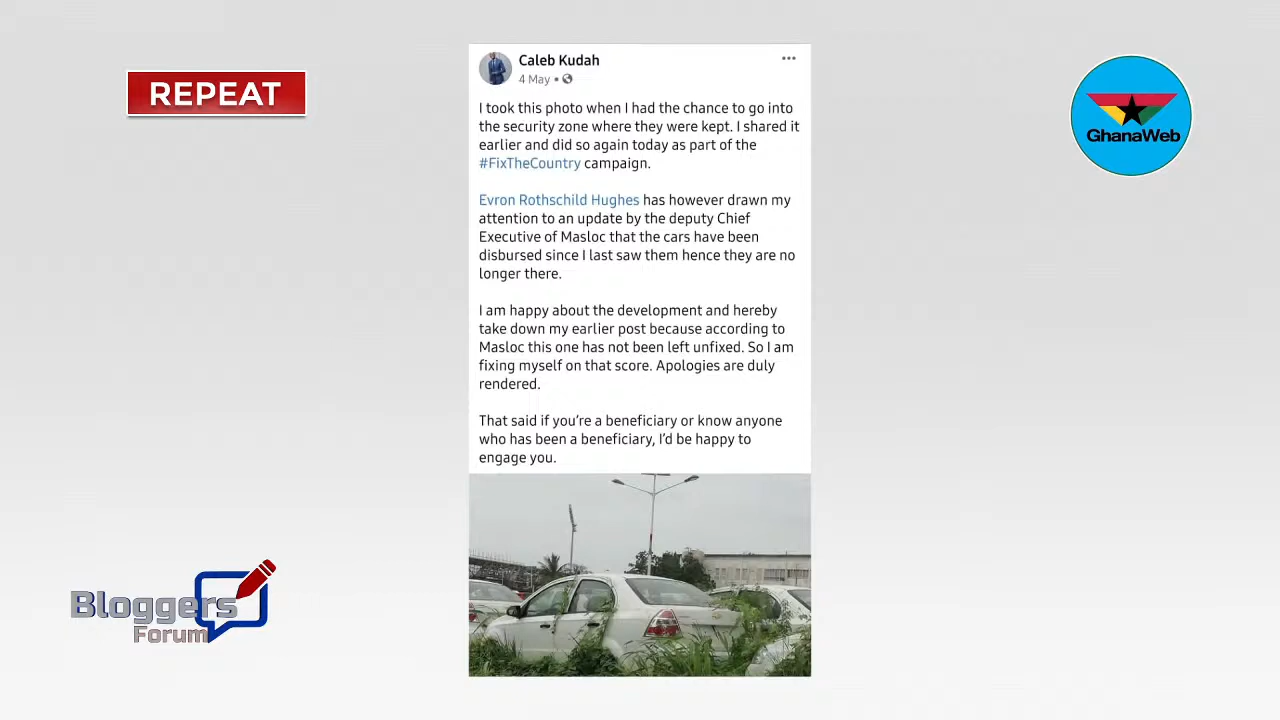 REPEAT
GhanaWeb
Caleb Kudah
4 May •
I took this photo when I had the chance to go into
the security zone where they were kept. I shared it
earlier and did so again today as part of the
#FixTheCountry campaign.
Evron Rothschild Hughes has however drawn my
attention to an update by the deputy Chief
Executive of Masloc that the cars have been
disbursed since I last saw them hence they are no
longer there.
I am happy about the development and hereby
take down my earlier post because according to
Masloc this one has not been left unfixed. So I am
fixing myself on that score. Apologies are duly
rendered.
That said if you’re a beneficiary or know anyone
who has been a beneficiary, I’d be happy to
engage you.
Bloggers
Forum